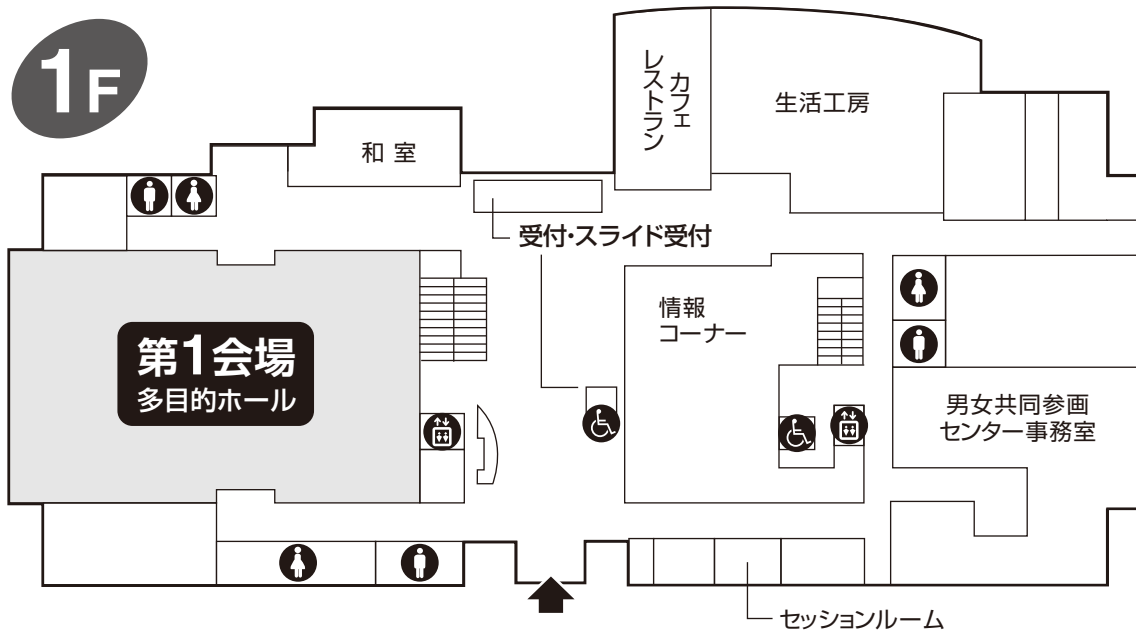 1F
カフェ
レストラン
生活工房
和 室
受付・スライド受付
情報
コーナー
第1会場
多目的ホール
男女共同参画
センター事務室
セッションルーム